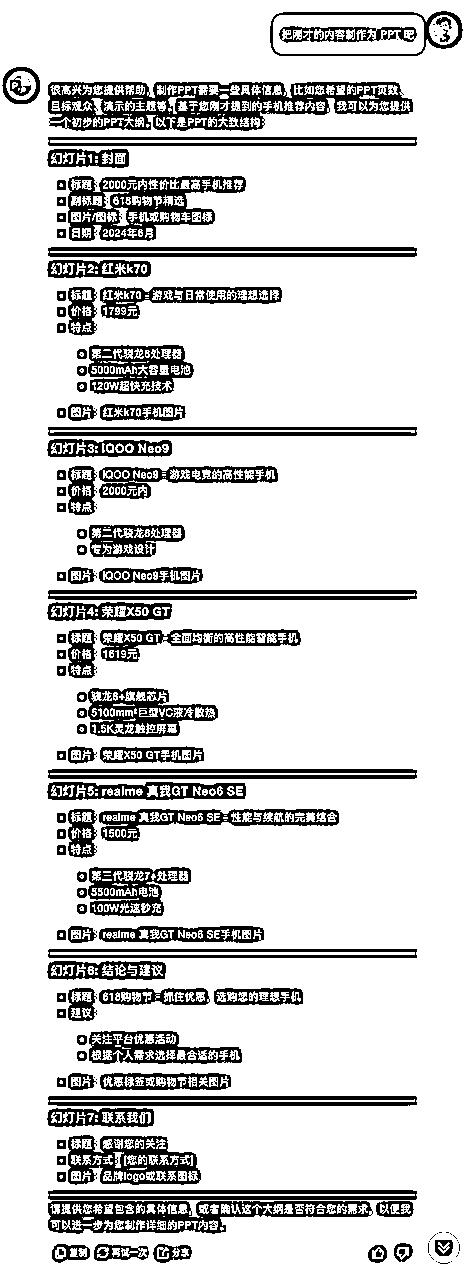 把刚才的内容制作为 PPT 吧
很高兴为您提供帮助，制作PPT需要一些具体信息，比如您希望的PPT页数、
目标观众、演示的主题等。基于您刚才提到的手机推荐内容，我可以为您提供
一个初步的PPT大纲。以下是PPT的大致结构：
幻灯片1: 封面
标题：2000元内性价比最高手机推荐
副标题：618购物节精选
图片/图标：手机或购物车图标
日期：2024年6月
幻灯片2: 红米k70
标题：红米k70 - 游戏与日常使用的理想选择
价格：1799元
特点：
第二代骁龙8处理器
5000mAh大容量电池
120W超快充技术
图片：红米k70手机图片
幻灯片3: iQOO Neo9
标题：iQOO Neo9 - 游戏电竞的高性能手机
价格：2000元内
特点：
第二代骁龙8处理器
专为游戏设计
图片：iQOO Neo9手机图片
幻灯片4: 荣耀X50 GT
标题：荣耀X50 GT - 全面均衡的高性能智能手机
价格：1619元
特点：
骁龙8+旗舰芯片
5100mm²巨型VC液冷散热
1.5K灵龙触控屏幕
图片：荣耀X50 GT手机图片
幻灯片5: realme 真我GT Neo6 SE
标题：realme 真我GT Neo6 SE - 性能与续航的完美结合
价格：1500元
特点：
第三代骁龙7+处理器
5500mAh电池
100W光速秒充
图片：realme 真我GT Neo6 SE手机图片
幻灯片6: 结论与建议
标题：618购物节 - 抓住优惠，选购您的理想手机
建议：
关注平台优惠活动
根据个人需求选择最合适的手机
图片：优惠标签或购物节相关图片
幻灯片7: 联系我们
标题：感谢您的关注
联系方式：[您的联系方式]
图片：品牌logo或联系图标
请提供您希望包含的具体信息，或者确认这个大纲是否符合您的需求，以便我
可以进一步为您制作详细的PPT内容。
复制 再试一次 分享